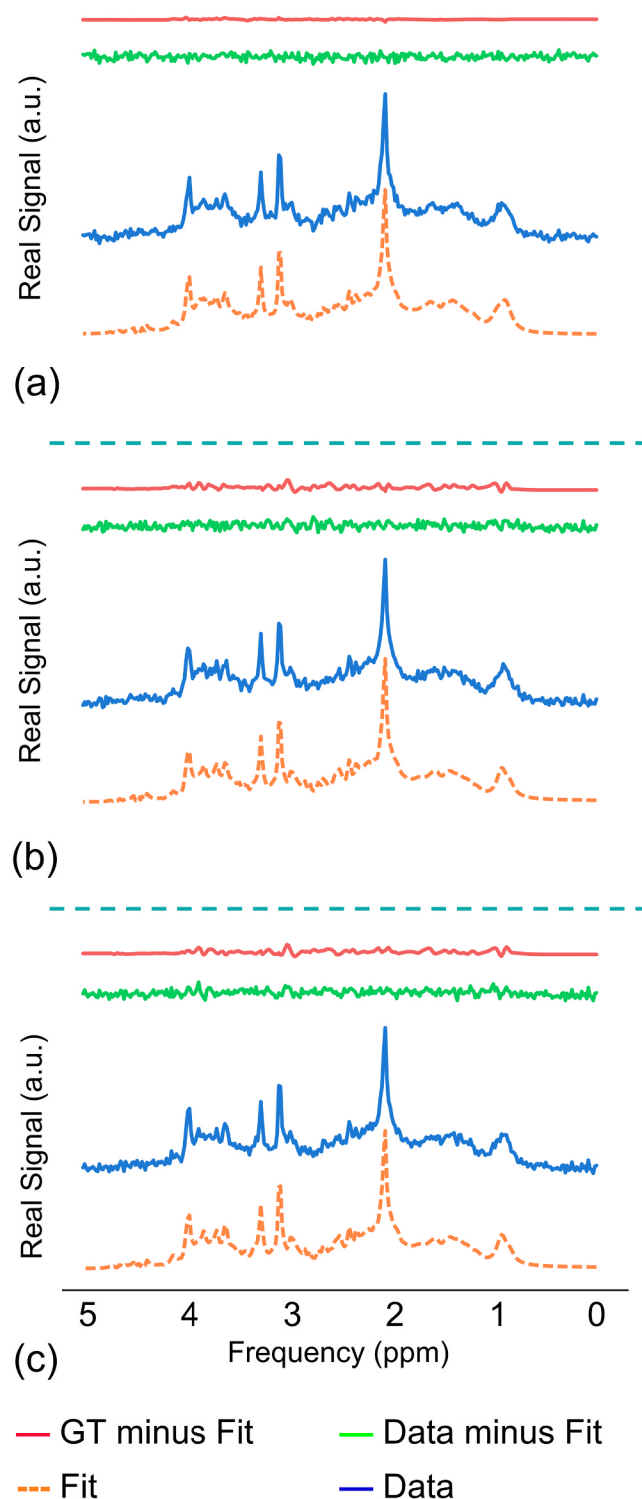 Real Signal (a.u.)
(a)
Real Signal (a.u.)
(b)
Real Signal (a.u.)
5 4 3 2 1 0
Frequency (ppm)
(c)
GT minus Fit
Data minus Fit
Fit
Data